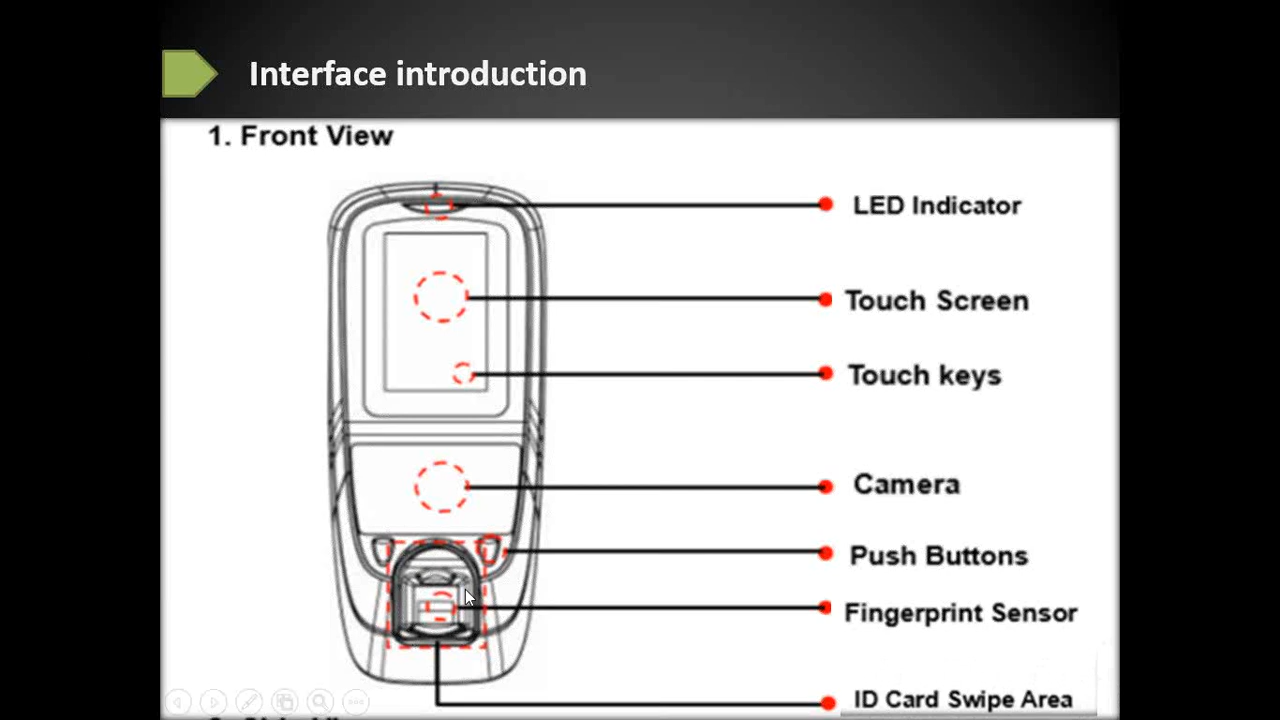 Interface introduction
1. Front View
LED Indicator
Touch Screen
Touch keys
Camera
Push Buttons
Fingerprint Sensor
ID Card Swipe Area